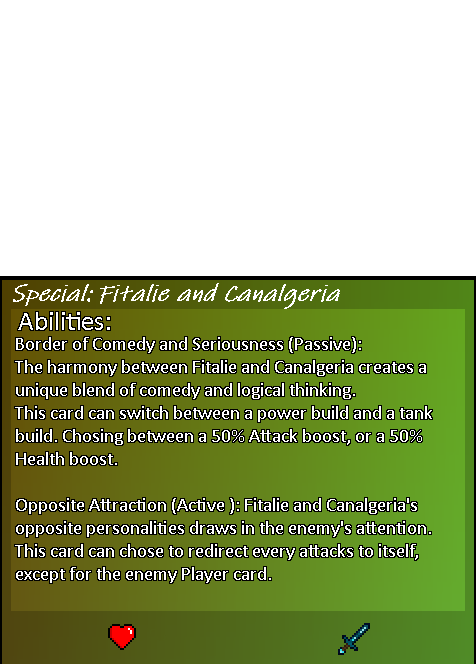 Special: Fitalie and Canalgeria
Abilities:
Border of Comedy and Seriousness (Passive):
The harmony between Fitalie and Canalgeria creates a
unique blend of comedy and logical thinking.
This card can switch between a power build and a tank
build. Chosing between a 50% Attack boost, or a 50%
Health boost.
Opposite Attraction (Active ): Fitalie and Canalgeria's
opposite personalities draws in the enemy's attention.
This card can chose to redirect every attacks to itself,
except for the enemy Player card.